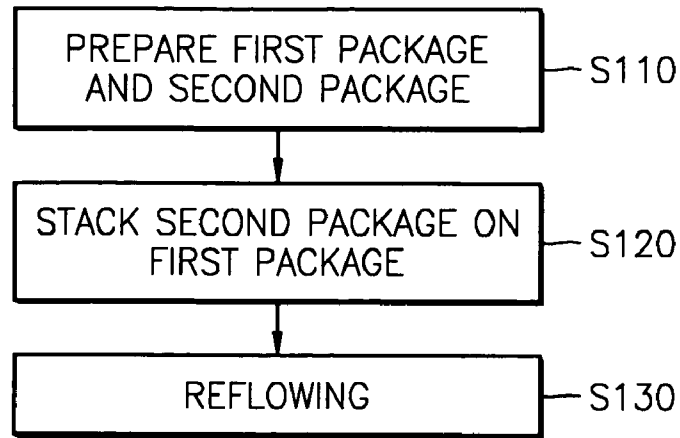 PREPARE FIRST PACKAGE
AND SECOND PACKAGE
S110
STACK SECOND PACKAGE ON
FIRST PACKAGE
S120
REFLOWING
S130